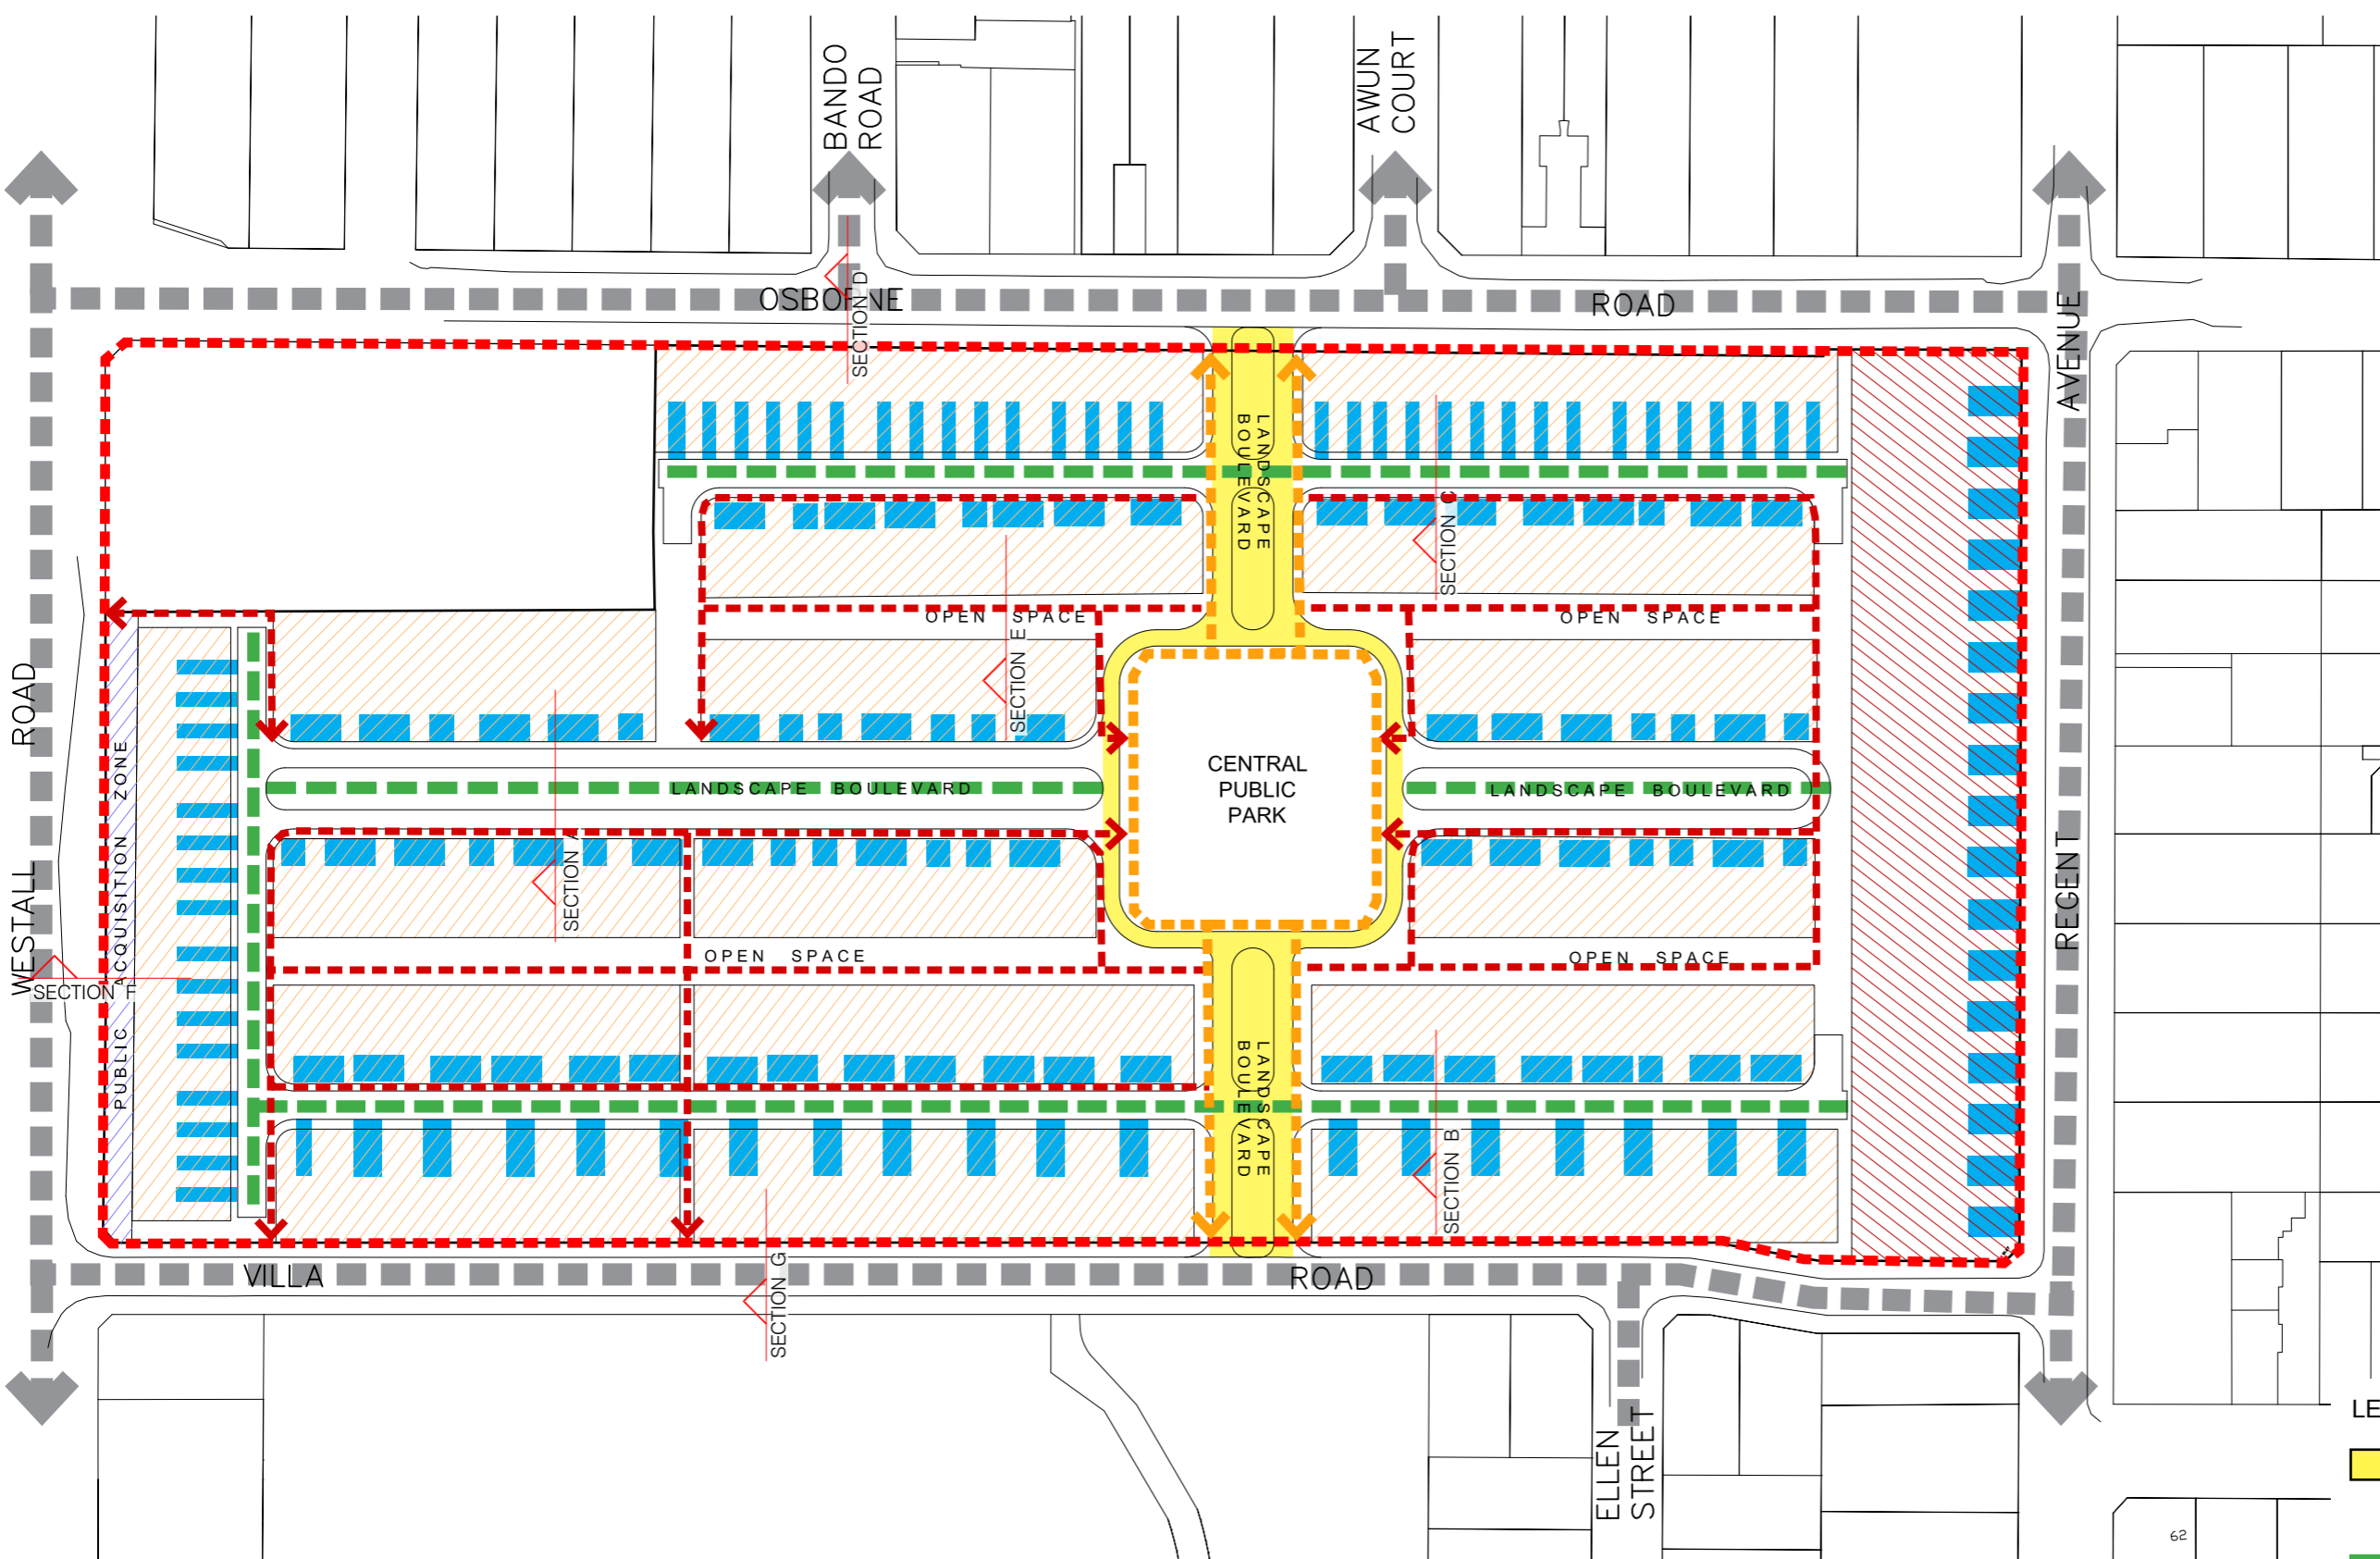 BANDO
ROAD
AWUN
COURT
OSBORNE
ROAD
SECTION D
AVENUE
LANDSCAPE
BOULEVARD
SECTION C
OPEN SPACE
OPEN SPACE
SECTION E
WESTALL ROAD
PUBLIC ACQUISITION ZONE
CENTRAL
PUBLIC
PARK
LANDSCAPE BOULEVARD
LANDSCAPE BOULEVARD
SECTION
REGENT
OPEN SPACE
OPEN SPACE
SECTION F
LANDSCAPE
BOULEVARD
SECTION B
VILLA
ROAD
SECTION G
ELLEN
STREET
LE
62